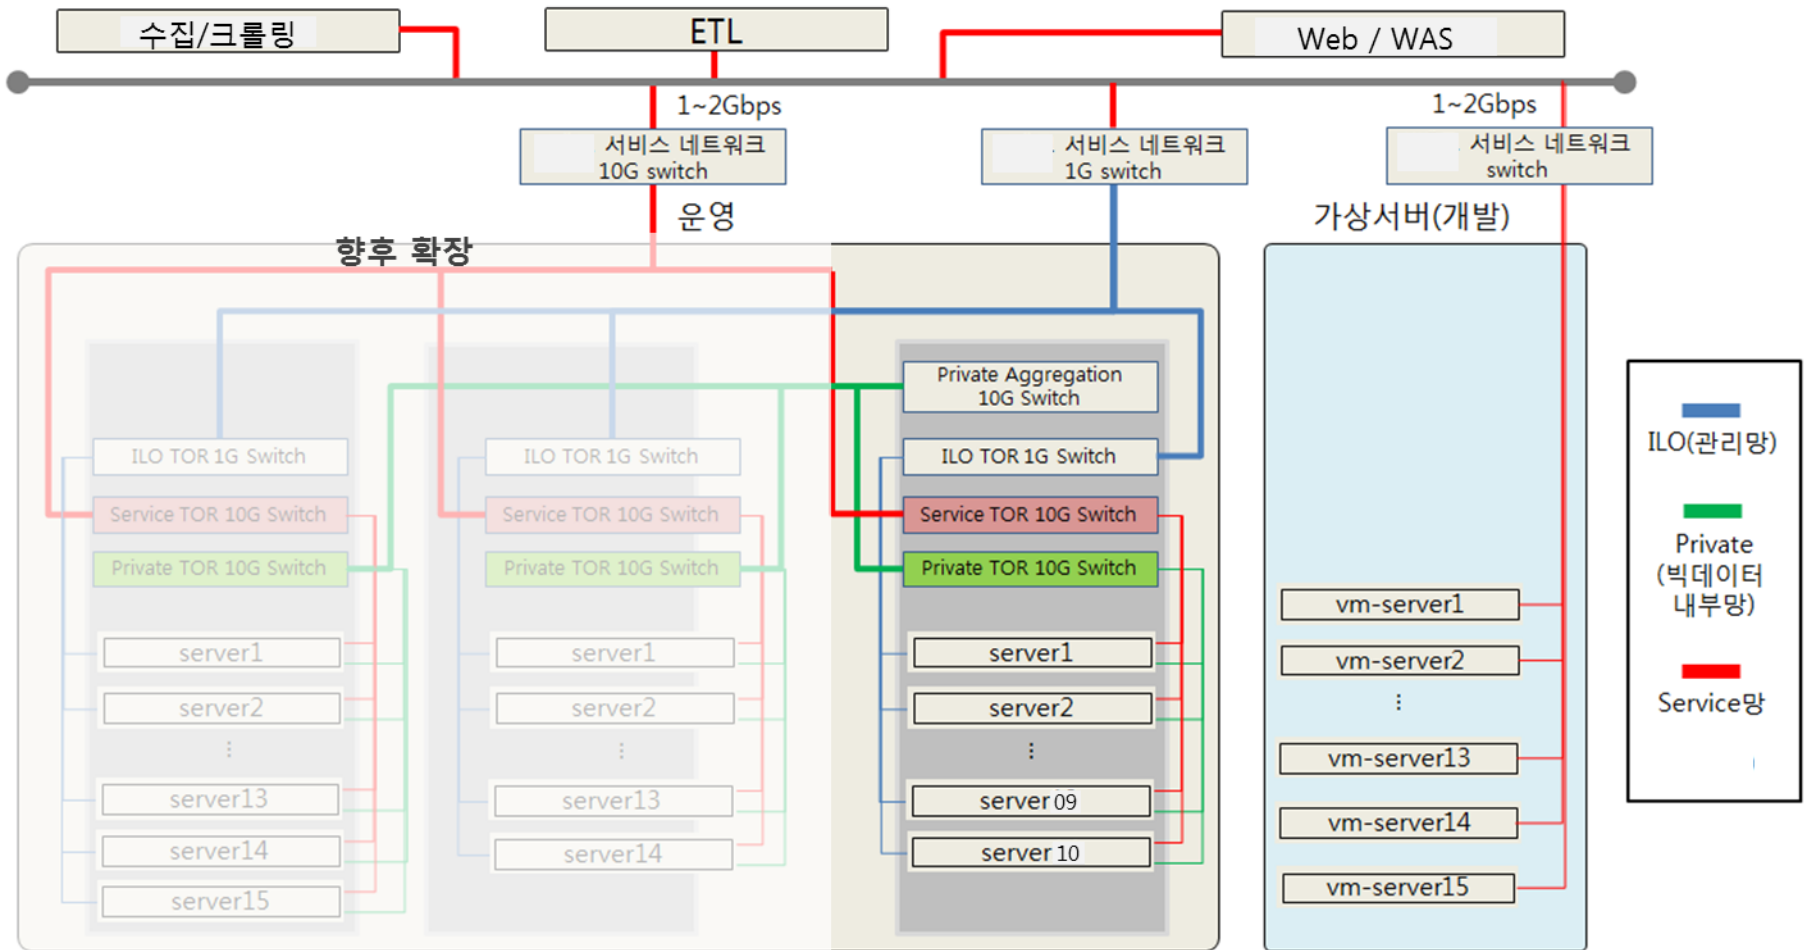 수집/크롤링
ETL
Web / WAS
1~2Gbps
1~2Gbps
서비스 네트워크
10G switch
서비스 네트워크
1G switch
서비스 네트워크
switch
운영
가상서버(개발)
향후 확장
ILO TOR 1G Switch
Service TOR 10G Switch
Private TOR 10G Switch
server1
server2
⋮
server13
server14
server15
ILO TOR 1G Switch
Service TOR 10G Switch
Private TOR 10G Switch
server1
server2
⋮
server13
server14
Private Aggregation
10G Switch
ILO TOR 1G Switch
Service TOR 10G Switch
Private TOR 10G Switch
server1
server2
⋮
server 09
server 10
vm-server1
vm-server2
⋮
vm-server13
vm-server14
vm-server15
ILO(관리망)
Private
(빅데이터
내부망)
Service망